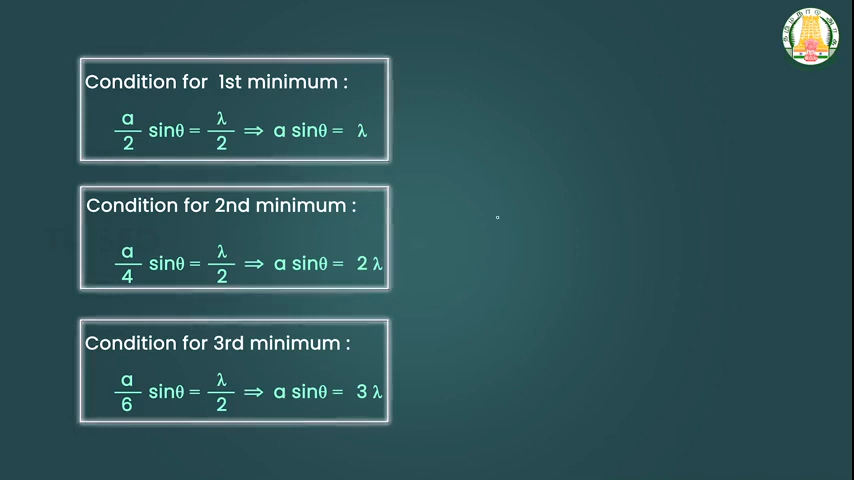 Condition for 1st minimum :
a/2 sinθ = λ/2 ⇒ a sinθ = λ
Condition for 2nd minimum :
a/4 sinθ = λ/2 ⇒ a sinθ = 2 λ
Condition for 3rd minimum :
a/6 sinθ = λ/2 ⇒ a sinθ = 3 λ